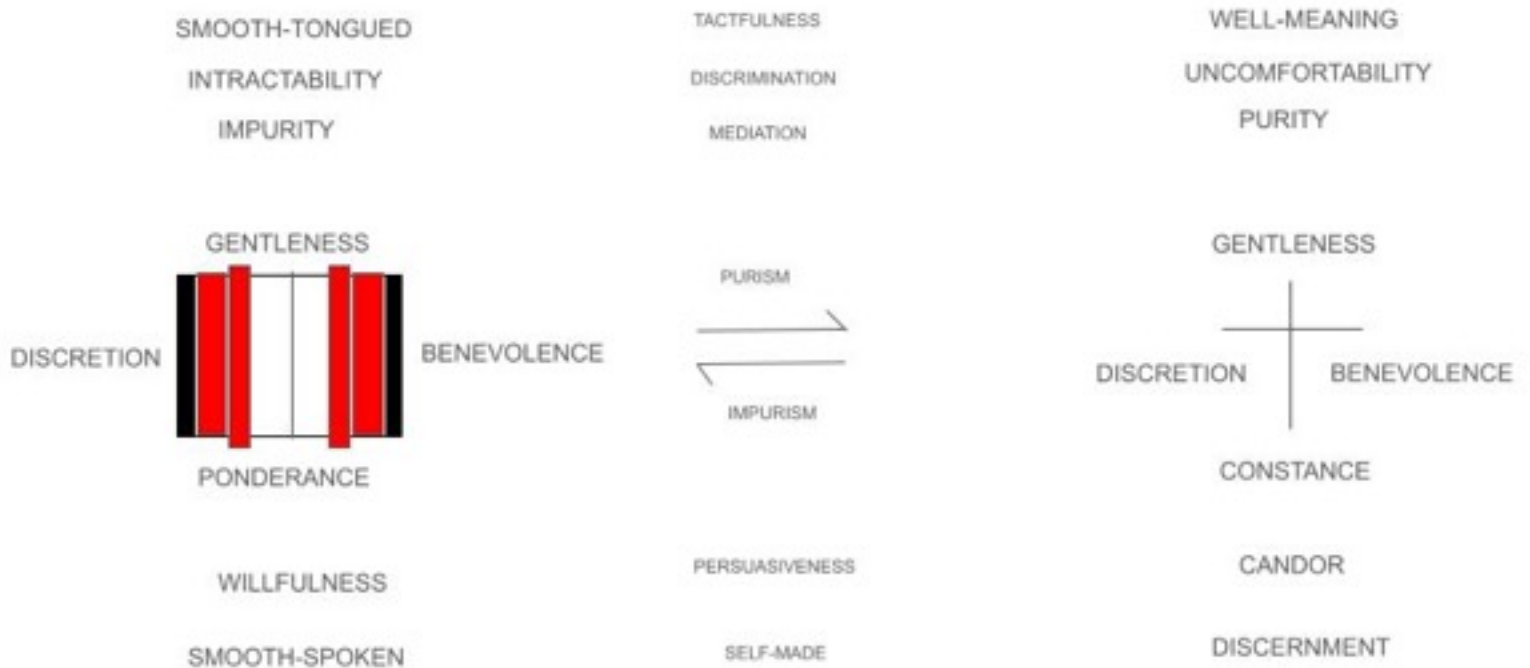 SMOOTH-TONGUED TACTFULNESS WELL-MEANING
INTRACTABILITY DISCRIMINATION UNCOMFORTABILITY
IMPURITY MEDIATION PURITY
GENTLENESS GENTLENESS
PURISM
DISCRETION BENEVOLENCE DISCRETION BENEVOLENCE
IMPURISM
PONDERANCE CONSTANCE
WILLFULNESS PERSUASIVENESS CANDOR
SMOOTH-SPOKEN SELF-MADE DISCERNMENT